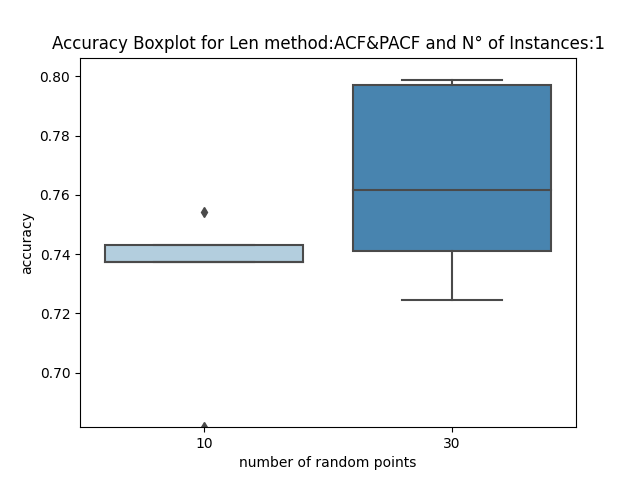 Accuracy Boxplot for Len method:ACF&PACF and N° of Instances:1
0.80
0.78
0.76
0.74
0.72
0.70
accuracy
10
30
number of random points